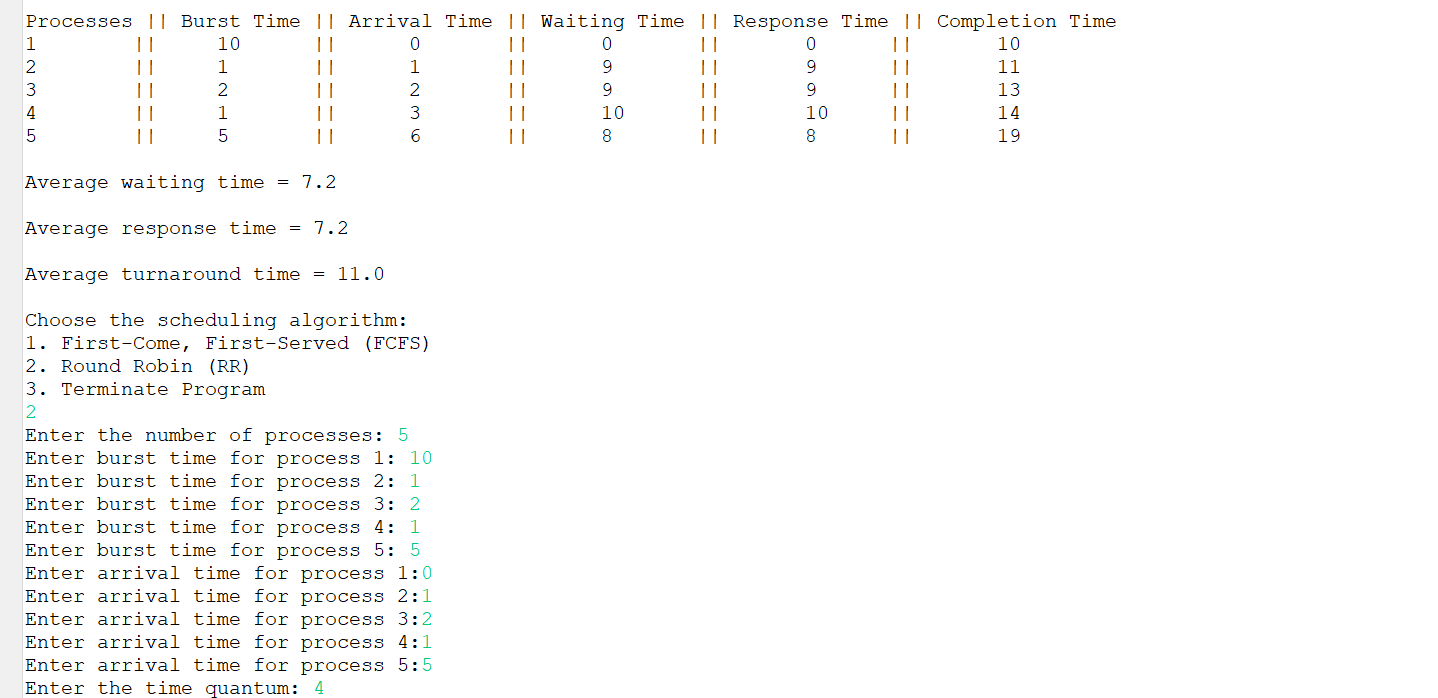 Processes || Burst Time || Arrival Time || Waiting Time || Response Time || Completion Time
1 || 10 || 0 || 0 || 0 || 10
2 || 1 || 1 || 9 || 9 || 11
3 || 2 || 2 || 9 || 9 || 13
4 || 1 || 3 || 10 || 10 || 14
5 || 5 || 6 || 8 || 8 || 19
Average waiting time = 7.2
Average response time = 7.2
Average turnaround time = 11.0
Choose the scheduling algorithm:
1. First-Come, First-Served (FCFS)
2. Round Robin (RR)
3. Terminate Program
2
Enter the number of processes: 5
Enter burst time for process 1: 10
Enter burst time for process 2: 1
Enter burst time for process 3: 2
Enter burst time for process 4: 1
Enter burst time for process 5: 5
Enter arrival time for process 1:0
Enter arrival time for process 2:1
Enter arrival time for process 3:2
Enter arrival time for process 4:1
Enter arrival time for process 5:5
Enter the time quantum: 4